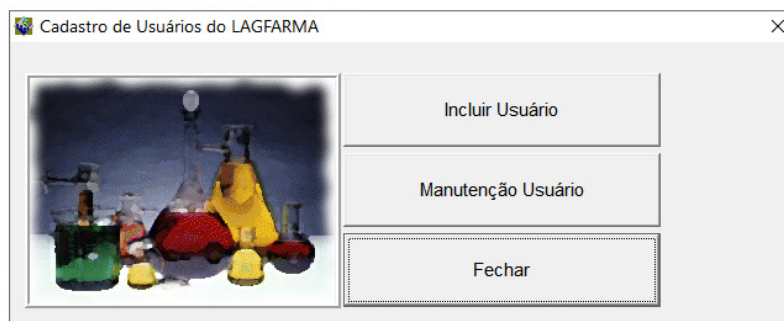 Cadastro de Usuários do LAGFARMA
Incluir Usuário
Manutenção Usuário
Fechar